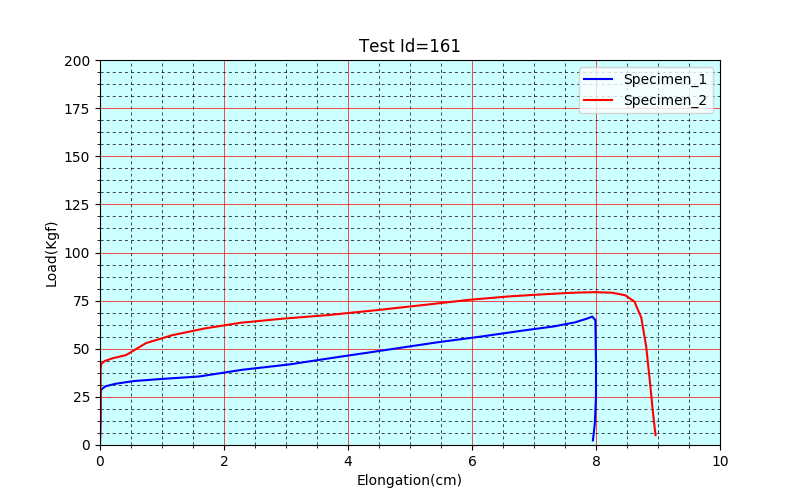 Test Id=161
200
175
150
125
100
75
50
25
0
Load(Kgf)
Specimen_1
Specimen_2
0 2 4 6 8 10
Elongation(cm)